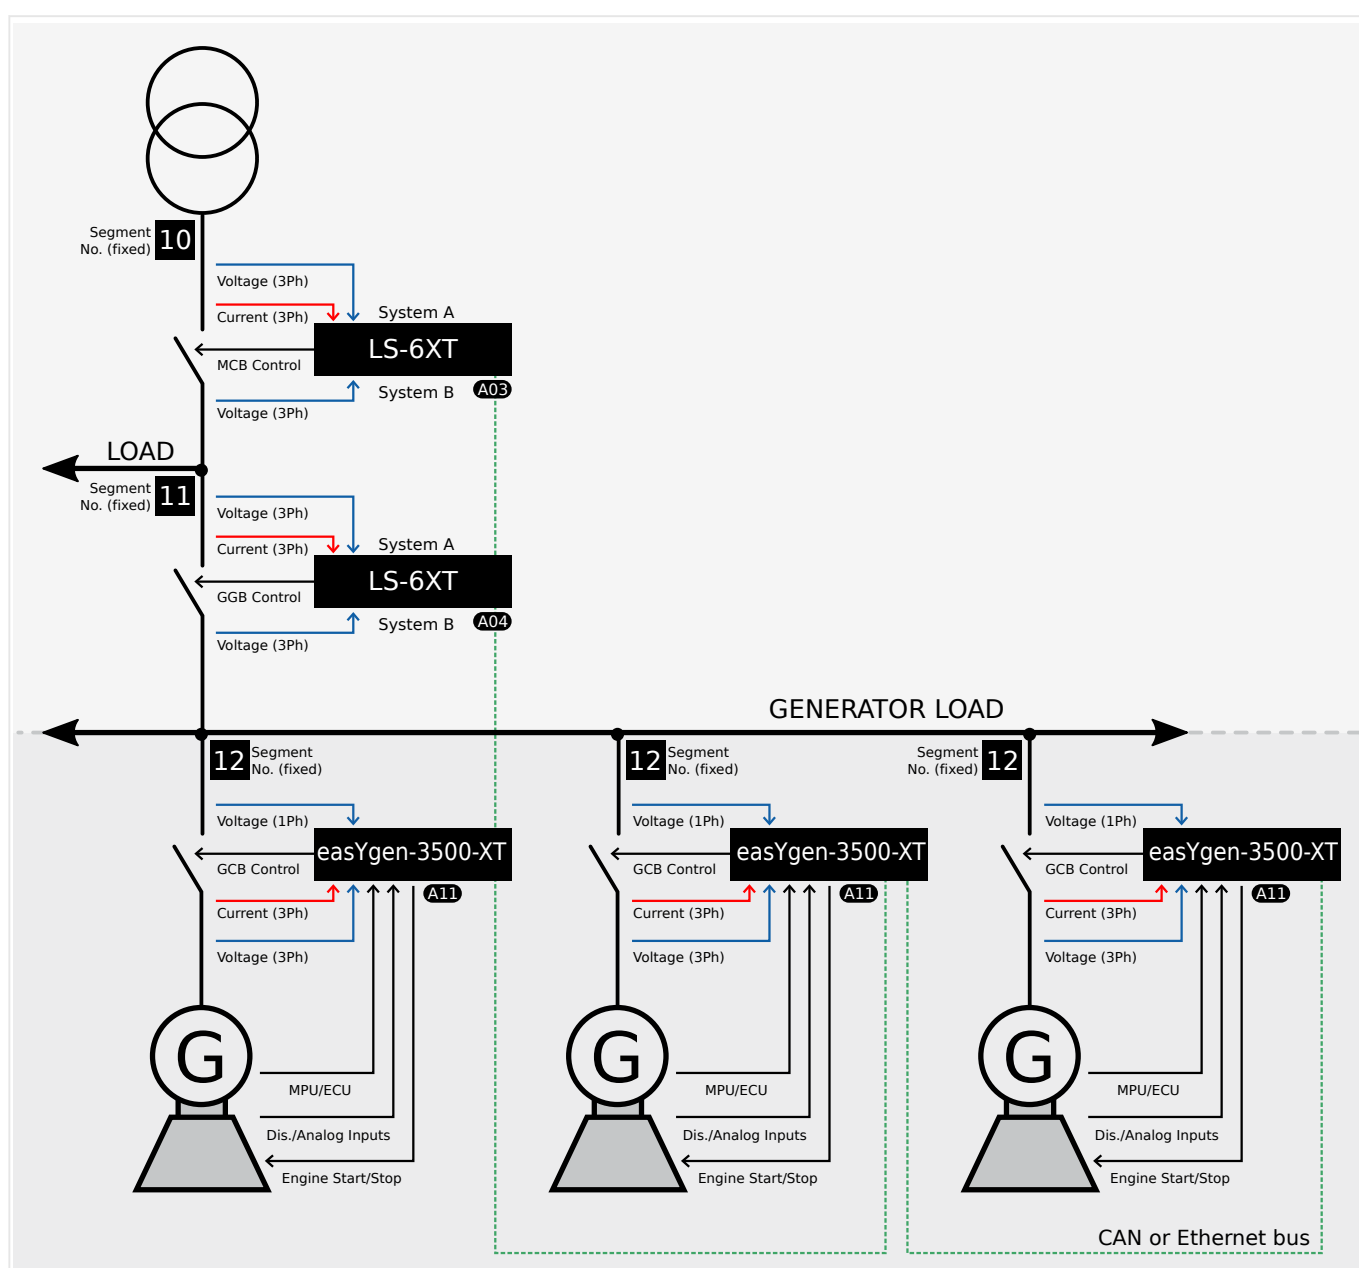 Segment
No. (fixed)
10
Voltage (3Ph)
Current (3Ph)
System A
LS-6XT
MCB Control
System B
A03
Voltage (3Ph)
LOAD
Segment
No. (fixed)
11
Voltage (3Ph)
Current (3Ph)
System A
LS-6XT
GGB Control
System B
A04
Voltage (3Ph)
GENERATOR LOAD
12
Segment
No. (fixed)
Voltage (1Ph)
easYgen-3500-XT
GCB Control
A11
Current (3Ph)
Voltage (3Ph)
G
MPU/ECU
Dis./Analog Inputs
Engine Start/Stop
12
Segment
No. (fixed)
Voltage (1Ph)
easYgen-3500-XT
GCB Control
A11
Current (3Ph)
Voltage (3Ph)
G
MPU/ECU
Dis./Analog Inputs
Engine Start/Stop
Segment
No. (fixed)
12
Voltage (1Ph)
easYgen-3500-XT
GCB Control
A11
Current (3Ph)
Voltage (3Ph)
G
MPU/ECU
Dis./Analog Inputs
Engine Start/Stop
CAN or Ethernet bus